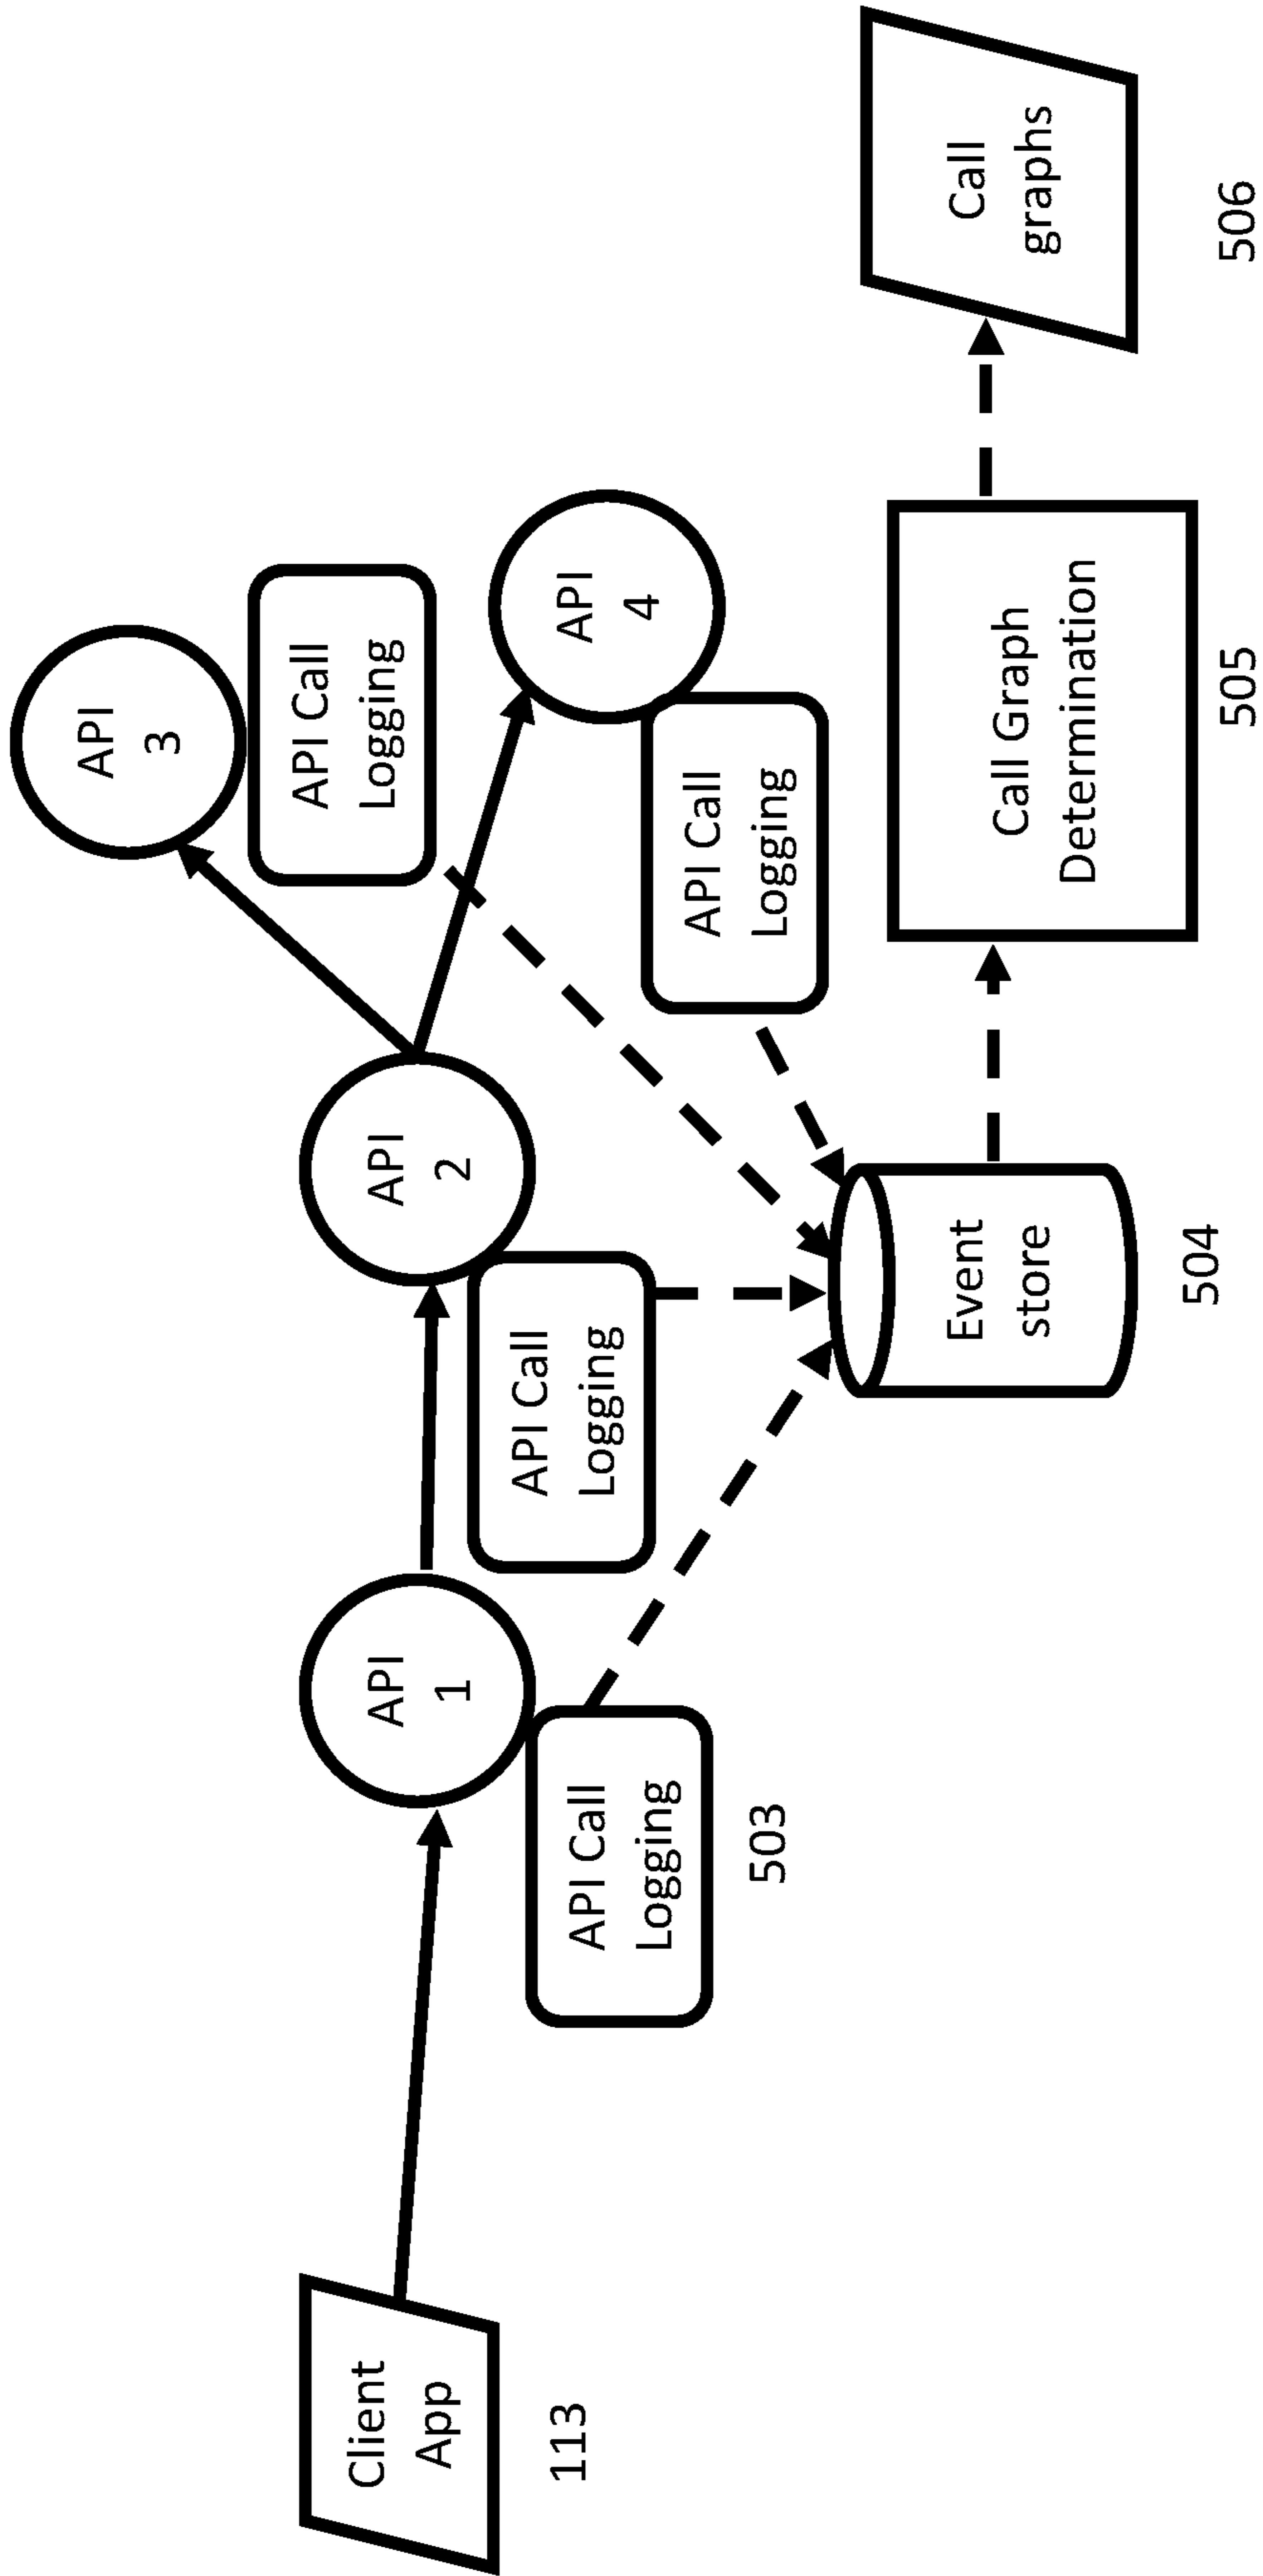 API
3
API Call
Logging
Client
App
113
API
1
API Call
Logging
503
API
2
API Call
Logging
API
4
API Call
Logging
Event
store
504
Call Graph
Determination
505
Call
graphs
506